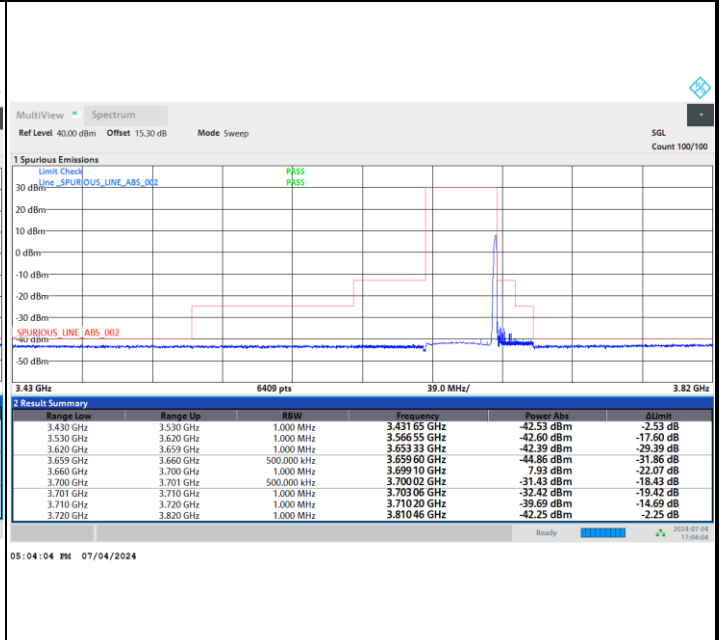 MultiView Spectrum
Ref Level 40.00 dBm Offset 15.30 dB Mode Sweep SGL
Count 100/100
1 Spurious Emissions
Limit Check PASS
Line _SPURIOUS_LINE_ABS_002 PASS
30 dBm
20 dBm
10 dBm
0 dBm
-10 dBm
-20 dBm
-30 dBm
SPURIOUS_LINE_ABS_002
-40 dBm
-50 dBm
3.43 GHz 6409 pts 39.0 MHz/ 3.82 GHz
2 Result Summary
Range Low Range Up RBW Frequency Power Abs ΔLimit
3.430 GHz 3.530 GHz 1.000 MHz 3.431 65 GHz -42.53 dBm -2.53 dB
3.530 GHz 3.620 GHz 1.000 MHz 3.566 55 GHz -42.60 dBm -17.60 dB
3.620 GHz 3.659 GHz 1.000 MHz 3.653 33 GHz -42.39 dBm -29.39 dB
3.659 GHz 3.660 GHz 500.000 kHz 3.659 60 GHz -44.86 dBm -31.86 dB
3.660 GHz 3.700 GHz 1.000 MHz 3.699 10 GHz 7.93 dBm -22.07 dB
3.700 GHz 3.701 GHz 500.000 kHz 3.700 02 GHz -31.43 dBm -18.43 dB
3.701 GHz 3.710 GHz 1.000 MHz 3.703 06 GHz -32.42 dBm -19.42 dB
3.710 GHz 3.720 GHz 1.000 MHz 3.710 20 GHz -39.69 dBm -14.69 dB
3.720 GHz 3.820 GHz 1.000 MHz 3.810 46 GHz -42.25 dBm -2.25 dB
Ready 2024-07-04
17:04:04
05:04:04 PM 07/04/2024